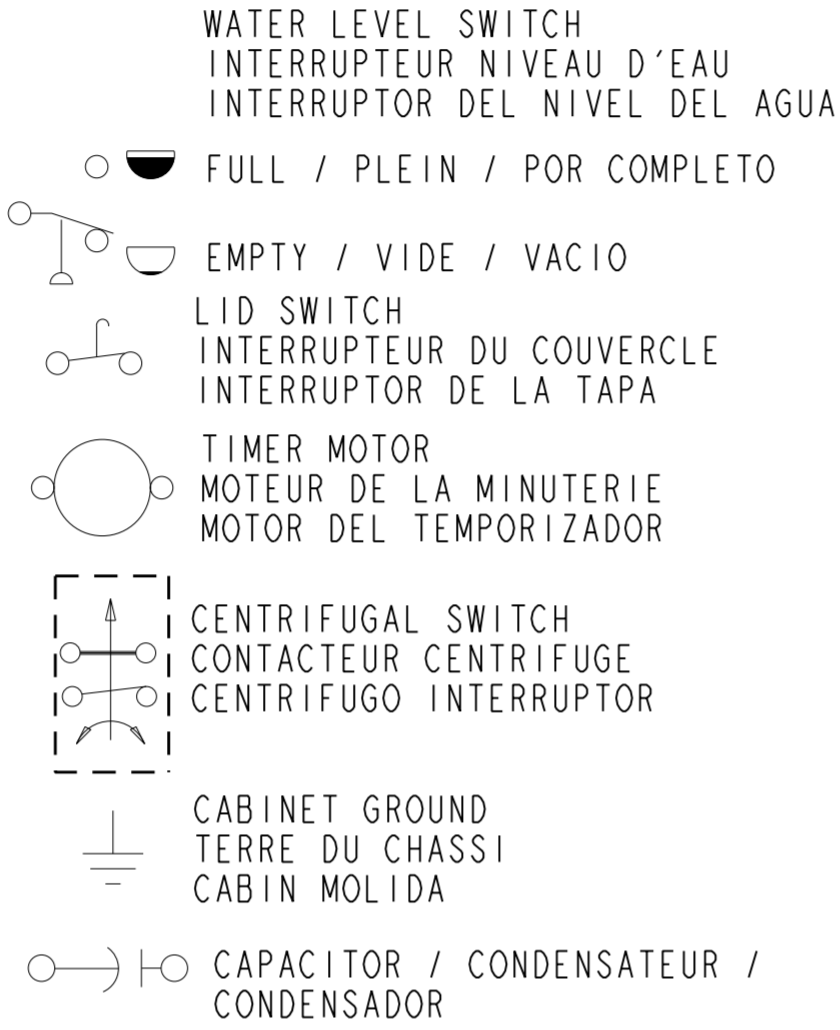 WATER LEVEL SWITCH
INTERRUPTEUR NIVEAU D'EAU
INTERRUPTOR DEL NIVEL DEL AGUA
FULL / PLEIN / POR COMPLETO
EMPTY / VIDE / VACIO
LID SWITCH
INTERRUPTEUR DU COUVERCLE
INTERRUPTOR DE LA TAPA
TIMER MOTOR
MOTEUR DE LA MINUTERIE
MOTOR DEL TEMPORIZADOR
CENTRIFUGAL SWITCH
CONTACTEUR CENTRIFUGE
CENTRIFUGO INTERRUPTOR
CABINET GROUND
TERRE DU CHASSI
CABIN MOLIDA
CAPACITOR / CONDENSATEUR /
CONDENSADOR